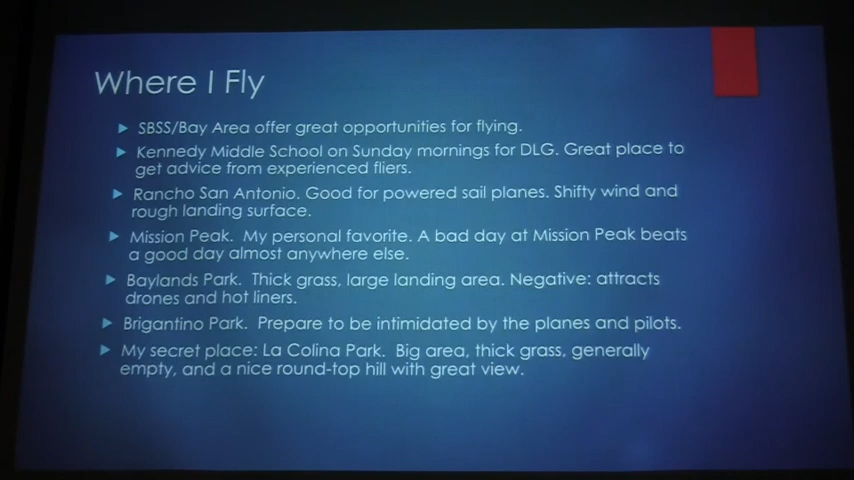 Where I Fly
SBSS/Bay Area offer great opportunities for flying.
Kennedy Middle School on Sunday mornings for DLG. Great place to
get advice from experienced fliers.
Rancho San Antonio. Good for powered sail planes. Shifty wind and
rough landing surface.
Mission Peak. My personal favorite. A bad day at Mission Peak beats
a good day almost anywhere else.
Baylands Park. Thick grass, large landing area. Negative: attracts
drones and hot liners.
Brigantino Park. Prepare to be intimidated by the planes and pilots.
My secret place: La Colina Park. Big area, thick grass, generally
empty, and a nice round-top hill with great view.